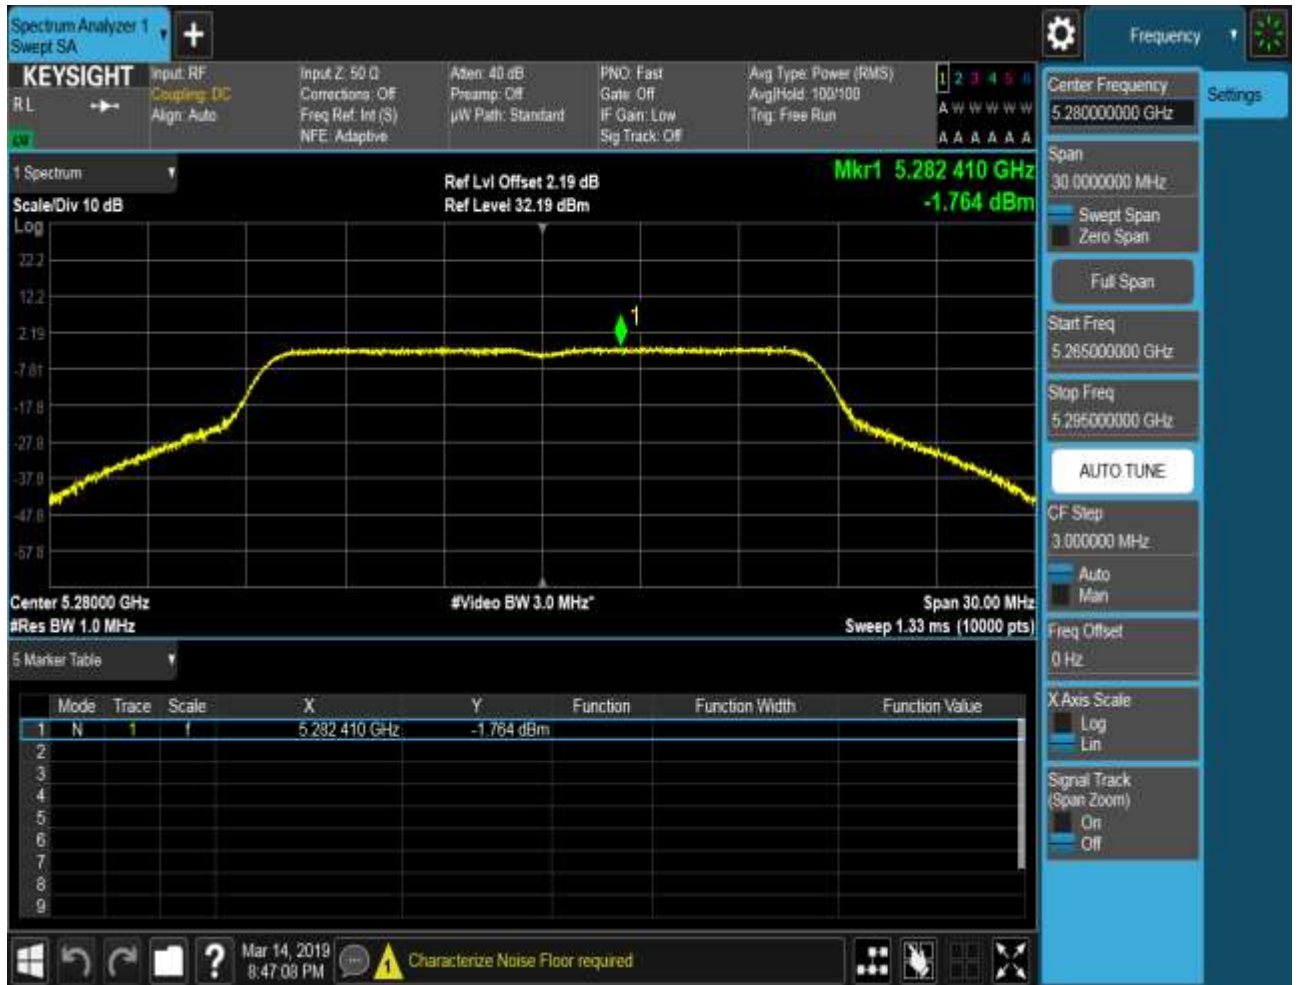 Spectrum Analyzer 1
Swept SA
Frequency
KEYSIGHT
RL
Input: RF
Coupling: DC
Align: Auto
Input Z: 50 Ω
Corrections: Off
Freq Ref: Int (S)
NFE: Adaptive
Atten: 40 dB
Preamp: Off
µW Path: Standard
PNO: Fast
Gate: Off
IF Gain: Low
Sig Track: Off
Avg Type: Power (RMS)
Avg|Hold: 100/100
Trig: Free Run
1 2 3 4 5 6
A W W W W W
A A A A A A
Settings
Center Frequency
5.280000000 GHz
Span
30.0000000 MHz
Swept Span
Zero Span
Full Span
Start Freq
5.265000000 GHz
Stop Freq
5.295000000 GHz
AUTO TUNE
CF Step
3.000000 MHz
Auto
Man
Freq Offset
0 Hz
X Axis Scale
Log
Lin
Signal Track
(Span Zoom)
On
Off
1 Spectrum
Scale/Div 10 dB
Ref Lvl Offset 2.19 dB
Ref Level 32.19 dBm
Mkr1 5.282 410 GHz
-1.764 dBm
Log
22.2
12.2
2.19
-7.81
-17.8
-27.8
-37.8
-47.8
-57.8
1
Center 5.28000 GHz
#Video BW 3.0 MHz*
Span 30.00 MHz
#Res BW 1.0 MHz
Sweep 1.33 ms (10000 pts)
5 Marker Table
Mode Trace Scale X Y Function Function Width Function Value
1 N 1 f 5.282 410 GHz -1.764 dBm
2
3
4
5
6
7
8
9
?
Mar 14, 2019
8:47:08 PM
1
Characterize Noise Floor required